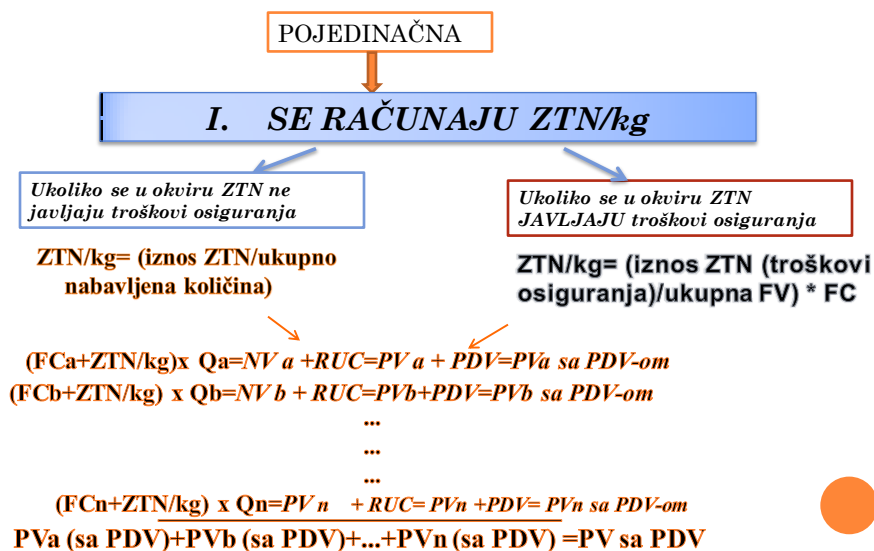 POJEDINAČNA
I. SE RAČUNAJU ZTN/kg
Ukoliko se u okviru ZTN ne
javljaju troškovi osiguranja
Ukoliko se u okviru ZTN
JAVLJAJU troškovi osiguranja
ZTN/kg= (iznos ZTN/ukupno
nabavljena količina)
ZTN/kg= (iznos ZTN (troškovi
osiguranja)/ukupna FV) * FC
(FCa+ZTN/kg)x Qa=NV a +RUC=PV a + PDV=PVa sa PDV-om
(FCb+ZTN/kg) x Qb=NV b + RUC=PVb+PDV=PVb sa PDV-om
...
...
...
(FCn+ZTN/kg) x Qn=PV n + RUC= PVn +PDV= PVn sa PDV-om
PVa (sa PDV)+PVb (sa PDV)+...+PVn (sa PDV) =PV sa PDV